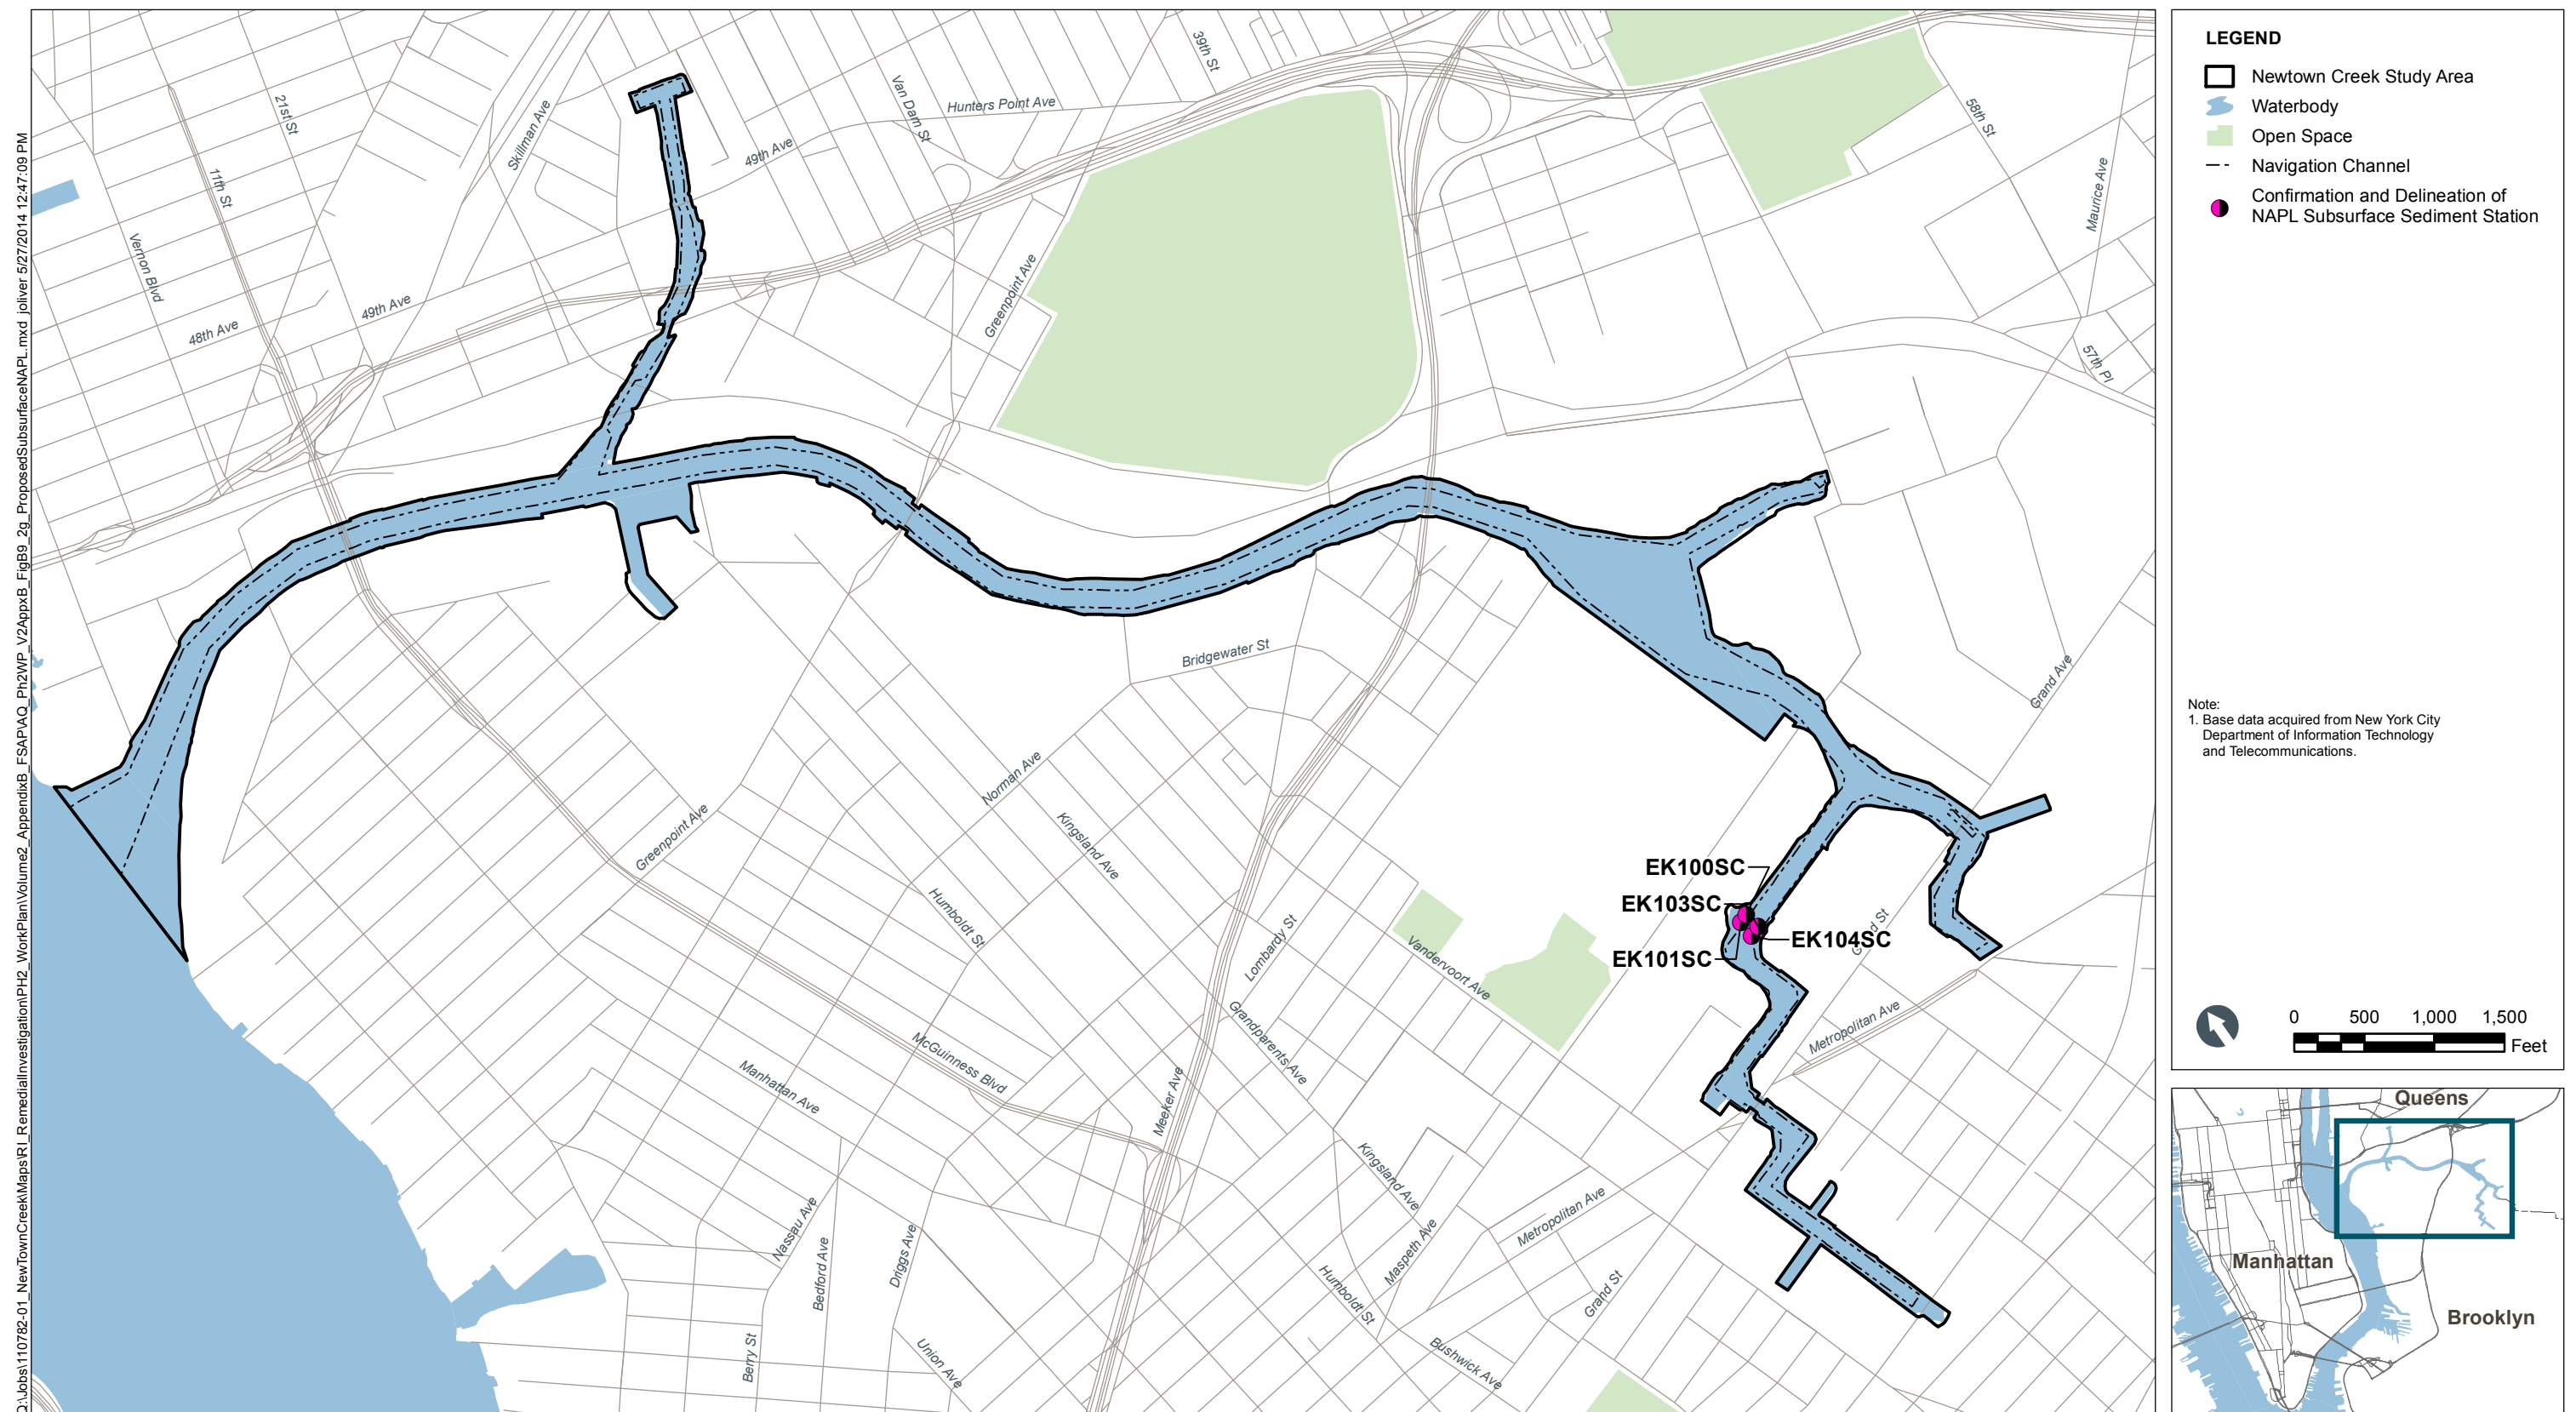 Q:\Jobs\110782-01_NewTownCreek\Maps\RI_RemedialInvestigation\PH2_WorkPlan\Volume2_AppendixB_FSAP\AQ_Ph2WP_V2AppxB_FigB9_2g_ProposedSubsurfaceNAPL.mxd joliver 5/27/2014 12:47:09 PM
39th St
Van Dam St
Hunters Point Ave
21st St
Skillman Ave
49th Ave
58th St
11th St
Maurice Ave
Vernon Blvd
Greenpoint Ave
49th Ave
48th Ave
57th Pl
Bridgewater St
Grand Ave
Norman Ave
Greenpoint Ave
Kingsland Ave
EK100SC
EK103SC
EK104SC
EK101SC
Humboldt St
Lombardy St
Vandervoort Ave
Grand St
Grandparents Ave
Metropolitan Ave
McGuinness Blvd
Manhattan Ave
Meeker Ave
Kingsland Ave
Metropolitan Ave
Maspeth Ave
Nassau Ave
Bedford Ave
Driggs Ave
Humboldt St
Grand St
Berry St
Union Ave
Bushwick Ave
LEGEND
Newtown Creek Study Area
Waterbody
Open Space
Navigation Channel
Confirmation and Delineation of
NAPL Subsurface Sediment Station
Note:
1. Base data acquired from New York City
Department of Information Technology
and Telecommunications.
0 500 1,000 1,500
Feet
Queens
Manhattan
Brooklyn